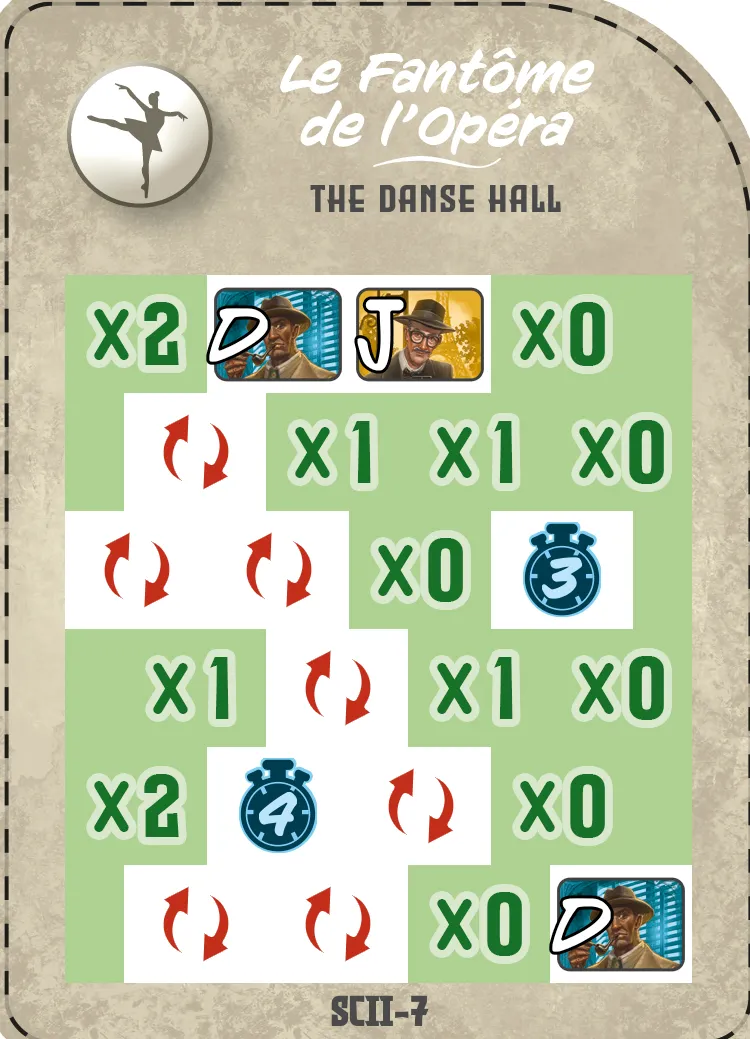 Le Fantôme
de l'Opéra
THE DANSE HALL
x2 D J x0
x1 x1 x0
x0 3
x1 x1 x0
x2 4 x0
x0 D
SCII-7